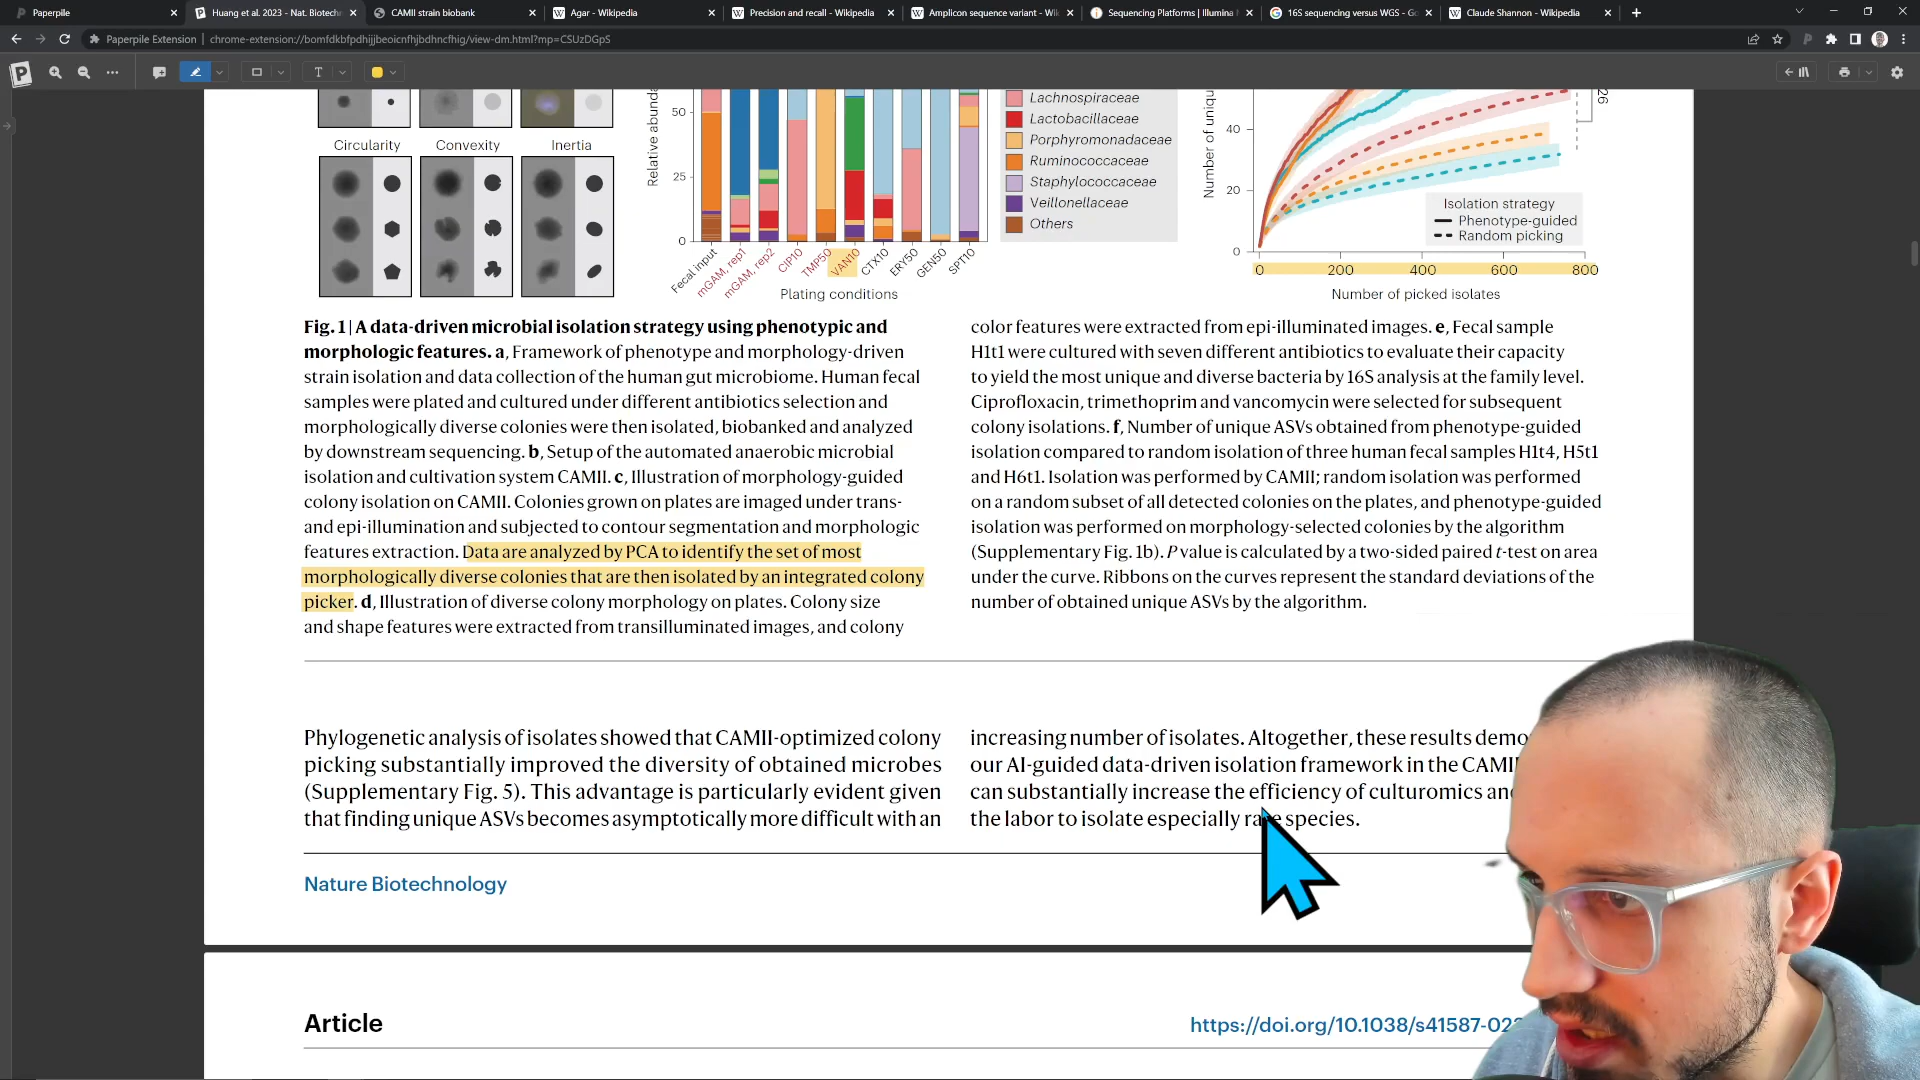 Paperpile
Huang et al. 2023 - Nat. Biotechn
CAMII strain biobank
Agar - Wikipedia
Precision and recall - Wikipedia
Amplicon sequence variant - Wi
Sequencing Platforms | Illumina
16S sequencing versus WGS - G
Claude Shannon - Wikipedia
Paperpile Extension | chrome-extension://bomfdkbfpdhijjbeoicnfhjbdhncfhig/view-dm.html?mp=CSUzDGpS
Circularity
Convexity
Inertia
Relative abunda
50
25
0
Fecal input
mGAM, rep1
mGAM, rep2
CIP10
TMP50
VAN10
CTX10
ERY50
GEN50
SPT10
Plating conditions
Lachnospiraceae
Lactobacillaceae
Porphyromonadaceae
Ruminococcaceae
Staphylococcaceae
Veillonellaceae
Others
Number of uniqu
40
20
0
26
Isolation strategy
Phenotype-guided
Random picking
0 200 400 600 800
Number of picked isolates
Fig. 1 | A data-driven microbial isolation strategy using phenotypic and
morphologic features. a, Framework of phenotype and morphology-driven
strain isolation and data collection of the human gut microbiome. Human fecal
samples were plated and cultured under different antibiotics selection and
morphologically diverse colonies were then isolated, biobanked and analyzed
by downstream sequencing. b, Setup of the automated anaerobic microbial
isolation and cultivation system CAMII. c, Illustration of morphology-guided
colony isolation on CAMII. Colonies grown on plates are imaged under trans-
and epi-illumination and subjected to contour segmentation and morphologic
features extraction. Data are analyzed by PCA to identify the set of most
morphologically diverse colonies that are then isolated by an integrated colony
picker. d, Illustration of diverse colony morphology on plates. Colony size
and shape features were extracted from transilluminated images, and colony
color features were extracted from epi-illuminated images. e, Fecal sample
H1t1 were cultured with seven different antibiotics to evaluate their capacity
to yield the most unique and diverse bacteria by 16S analysis at the family level.
Ciprofloxacin, trimethoprim and vancomycin were selected for subsequent
colony isolations. f, Number of unique ASVs obtained from phenotype-guided
isolation compared to random isolation of three human fecal samples H1t4, H5t1
and H6t1. Isolation was performed by CAMII; random isolation was performed
on a random subset of all detected colonies on the plates, and phenotype-guided
isolation was performed on morphology-selected colonies by the algorithm
(Supplementary Fig. 1b). P value is calculated by a two-sided paired t-test on area
under the curve. Ribbons on the curves represent the standard deviations of the
number of obtained unique ASVs by the algorithm.
Phylogenetic analysis of isolates showed that CAMII-optimized colony
picking substantially improved the diversity of obtained microbes
(Supplementary Fig. 5). This advantage is particularly evident given
that finding unique ASVs becomes asymptotically more difficult with an
increasing number of isolates. Altogether, these results demo
our AI-guided data-driven isolation framework in the CAMII
can substantially increase the efficiency of culturomics an
the labor to isolate especially rare species.
Nature Biotechnology
Article
https://doi.org/10.1038/s41587-02